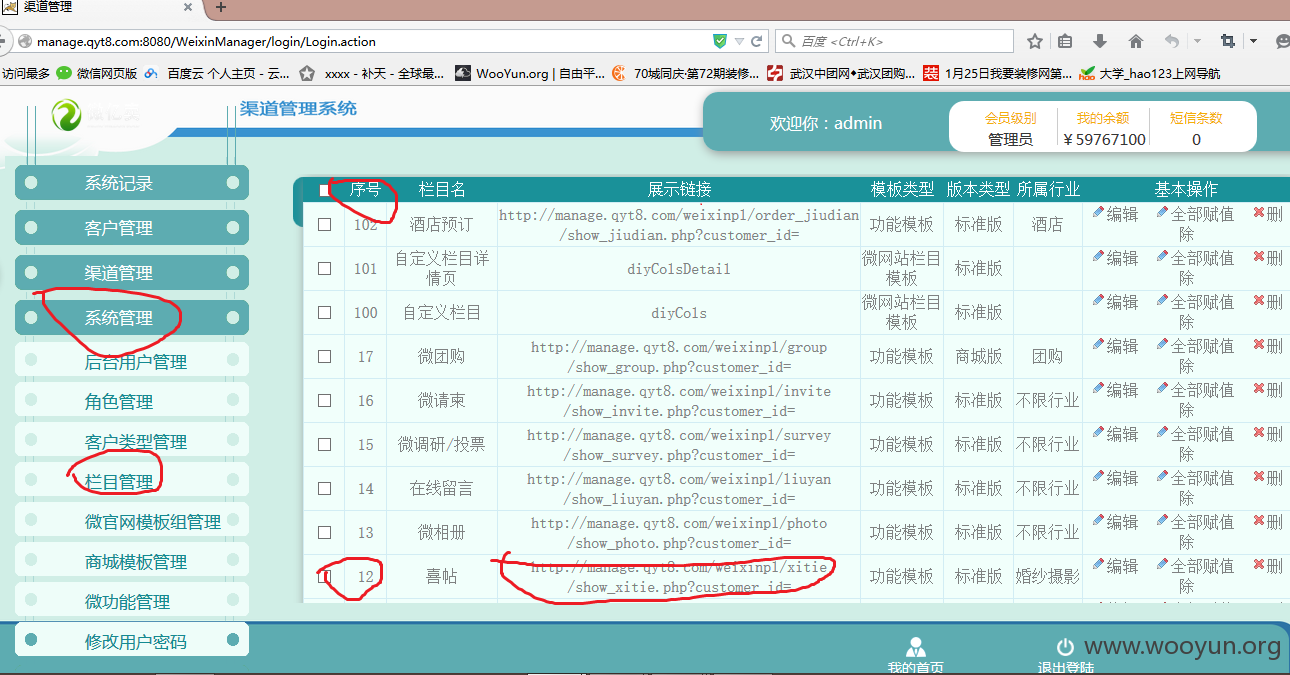 渠道管理
manage.qyt8.com:8080/WeixinManager/login/Login.action
百度 <Ctrl+K>
访问最多 微信网页版 百度云 个人主页 - 云... xxxx - 补天 - 全球最... WooYun.org | 自由平... 70城同庆·第72期装修... 武汉中团网♦武汉团购... 装 1月25日我要装修网第... hao 大学_hao123上网导航
渠道管理系统
欢迎你：admin
会员级别 我的余额 短信条数
管理员 ￥59767100 0
系统记录
客户管理
渠道管理
系统管理
后台用户管理
角色管理
客户类型管理
栏目管理
微官网模板组管理
商城模板管理
微功能管理
修改用户密码
序号 栏目名 展示链接 模板类型 版本类型 所属行业 基本操作
102 酒店预订 http://manage.qyt8.com/weixinpl/order_jiudian 功能模板 标准版 酒店 编辑 全部赋值 删
/show_jiudian.php?customer_id= 除
101 自定义栏目详 diyColsDetail 微网站栏目 标准版 编辑 全部赋值 删
情页 模板 除
100 自定义栏目 diyCols 微网站栏目 标准版 编辑 全部赋值 删
模板 除
17 微团购 http://manage.qyt8.com/weixinpl/group 功能模板 商城版 团购 编辑 全部赋值 删
/show_group.php?customer_id= 除
16 微请柬 http://manage.qyt8.com/weixinpl/invite 功能模板 标准版 不限行业 编辑 全部赋值 删
/show_invite.php?customer_id= 除
15 微调研/投票 http://manage.qyt8.com/weixinpl/survey 功能模板 标准版 不限行业 编辑 全部赋值 删
/show_survey.php?customer_id= 除
14 在线留言 http://manage.qyt8.com/weixinpl/liuyan 功能模板 标准版 不限行业 编辑 全部赋值 删
/show_liuyan.php?customer_id= 除
13 微相册 http://manage.qyt8.com/weixinpl/photo 功能模板 标准版 不限行业 编辑 全部赋值 删
/show_photo.php?customer_id= 除
12 喜帖 http://manage.qyt8.com/weixinpl/xitie 功能模板 标准版 婚纱摄影 编辑 全部赋值 删
/show_xitie.php?customer_id= 除
我的首页 退出登陆
www.wooyun.org